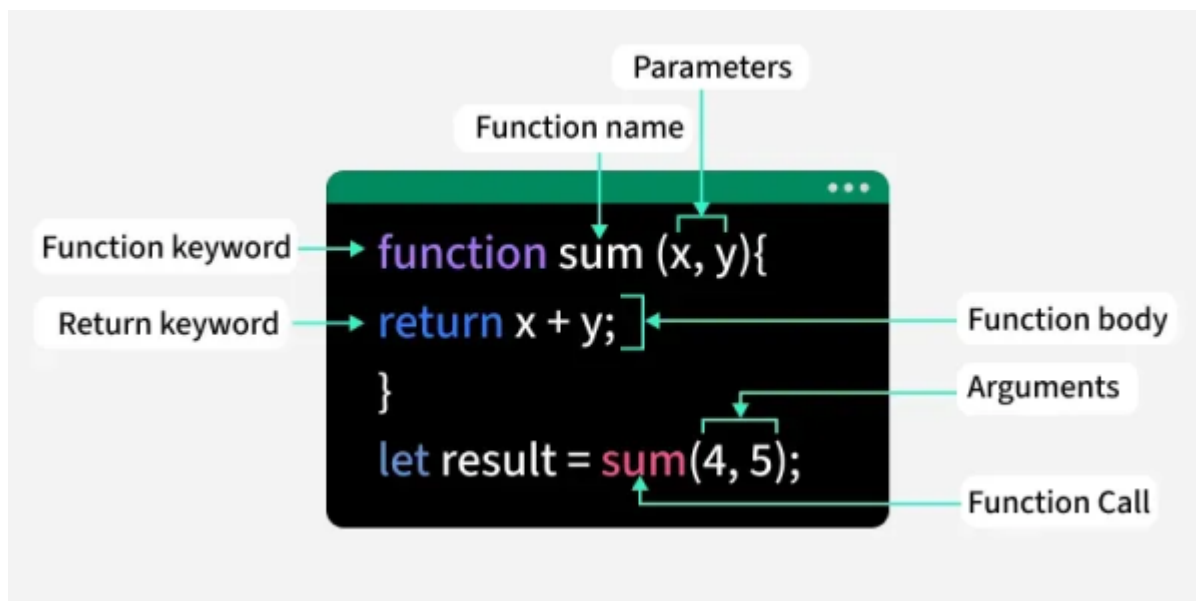 Parameters
Function name
Function keyword
function sum (x, y){
Return keyword
return x + y;
Function body
}
Arguments
let result = sum(4, 5);
Function Call